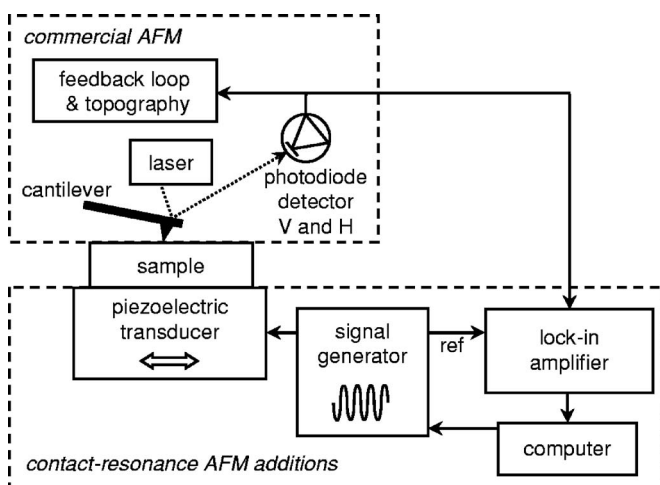 commercial AFM
feedback loop
& topography
laser
cantilever
photodiode
detector
V and H
sample
piezoelectric
transducer
signal
generator
ref
lock-in
amplifier
computer
contact-resonance AFM additions